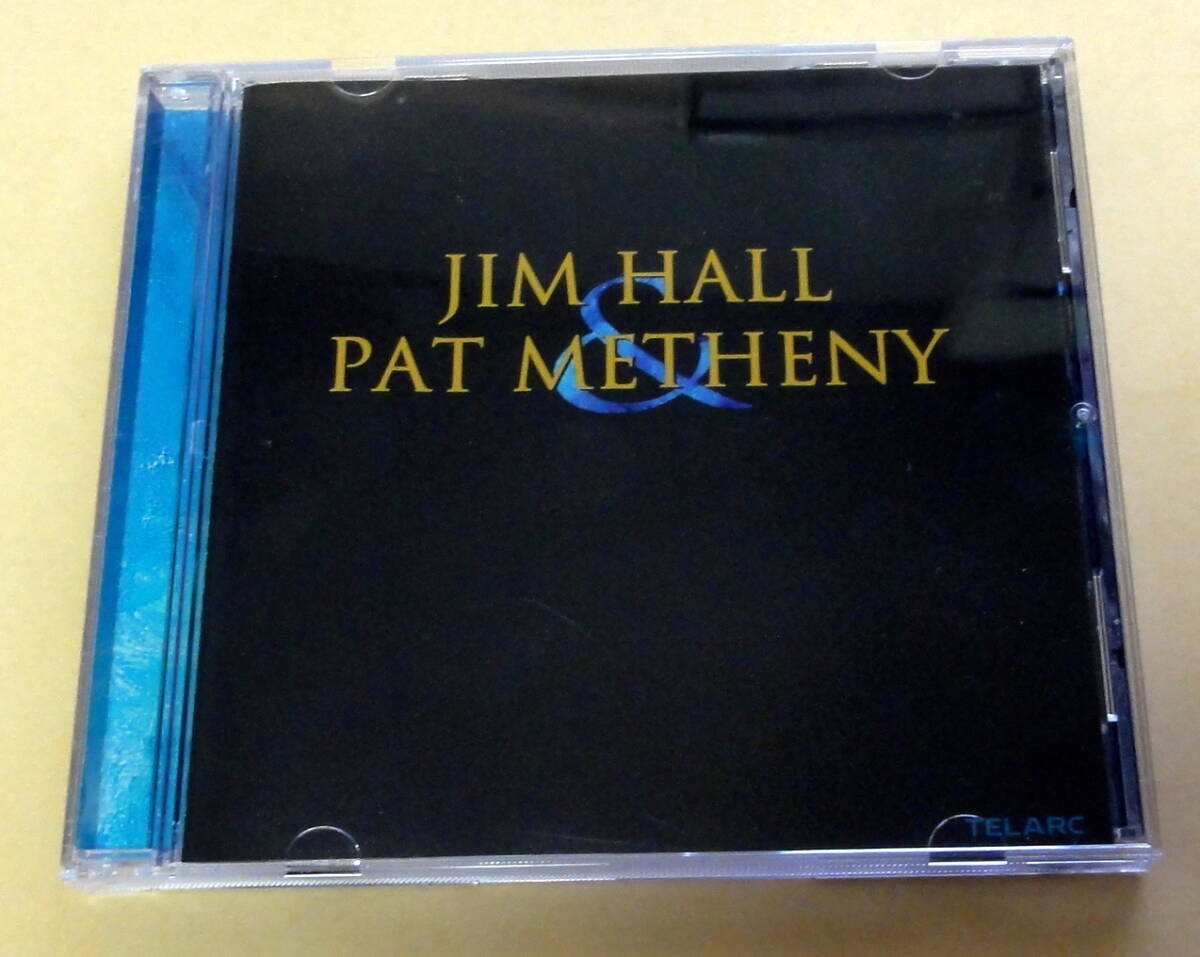 JIM HALL
&
PAT METHENY
TELARC